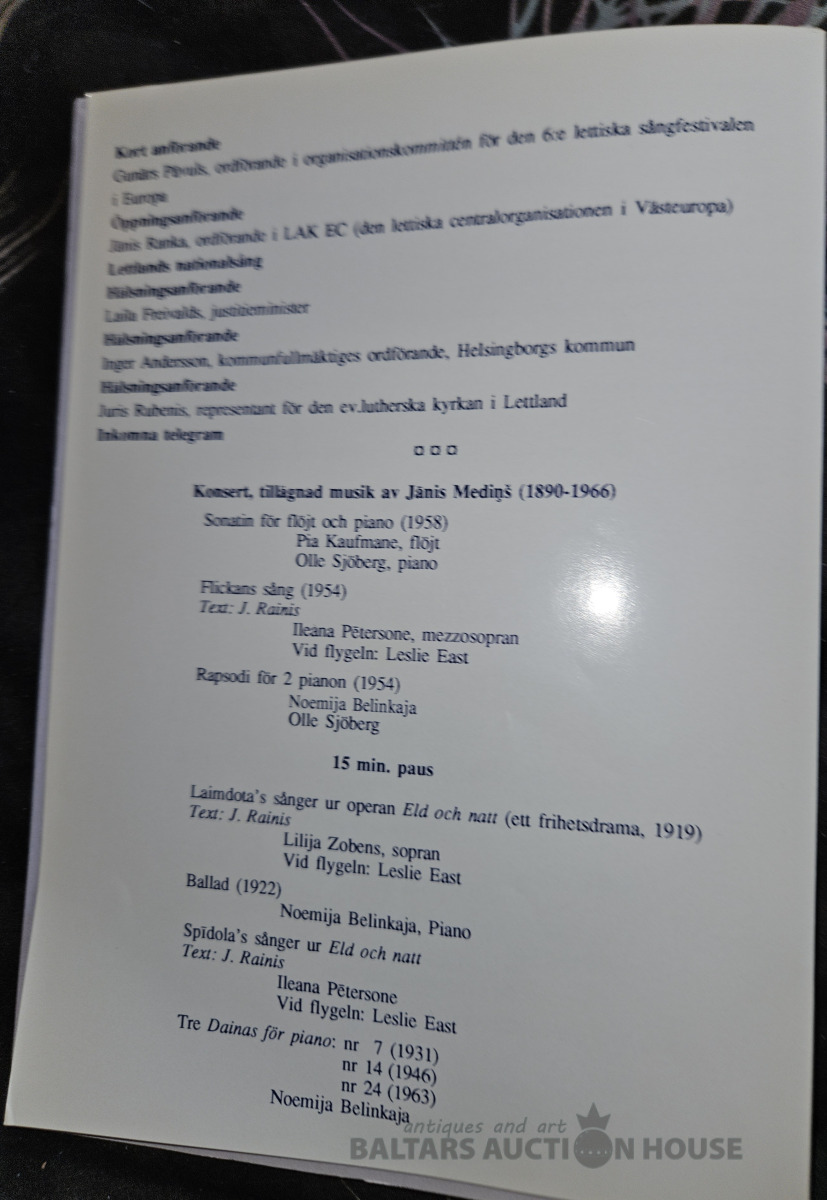 Kort anförande
Gunārs Pāvuls, ordförande i organisationskommittén för den 6:e lettiska sångfestivalen
i Europa
Öppningsanförande
Jānis Ranka, ordförande i LAK EC (den lettiska centralorganisationen i Västeuropa)
Lettlands nationalsång
Hälsningsanförande
Laila Freivalds, justitieminister
Hälsningsanförande
Inger Andersson, kommunfullmäktiges ordförande, Helsingborgs kommun
Hälsningsanförande
Juris Rubenis, representant för den ev.lutherska kyrkan i Lettland
Inkomna telegram
Konsert, tillägnad musik av Jānis Mediņš (1890-1966)
Sonatin för flöjt och piano (1958)
Pia Kaufmane, flöjt
Olle Sjöberg, piano
Flickans sång (1954)
Text: J. Rainis
Ileana Pētersone, mezzosopran
Vid flygeln: Leslie East
Rapsodi för 2 pianon (1954)
Noemija Belinkaja
Olle Sjöberg
15 min. paus
Laimdota's sånger ur operan Eld och natt (ett frihetsdrama, 1919)
Text: J. Rainis
Lilija Zobens, sopran
Vid flygeln: Leslie East
Ballad (1922)
Noemija Belinkaja, Piano
Spīdola's sånger ur Eld och natt
Text: J. Rainis
Ileana Pētersone
Vid flygeln: Leslie East
Tre Dainas för piano: nr 7 (1931)
nr 14 (1946)
nr 24 (1963)
Noemija Belinkaja
antiques and art
BALTARS AUCTION HOUSE